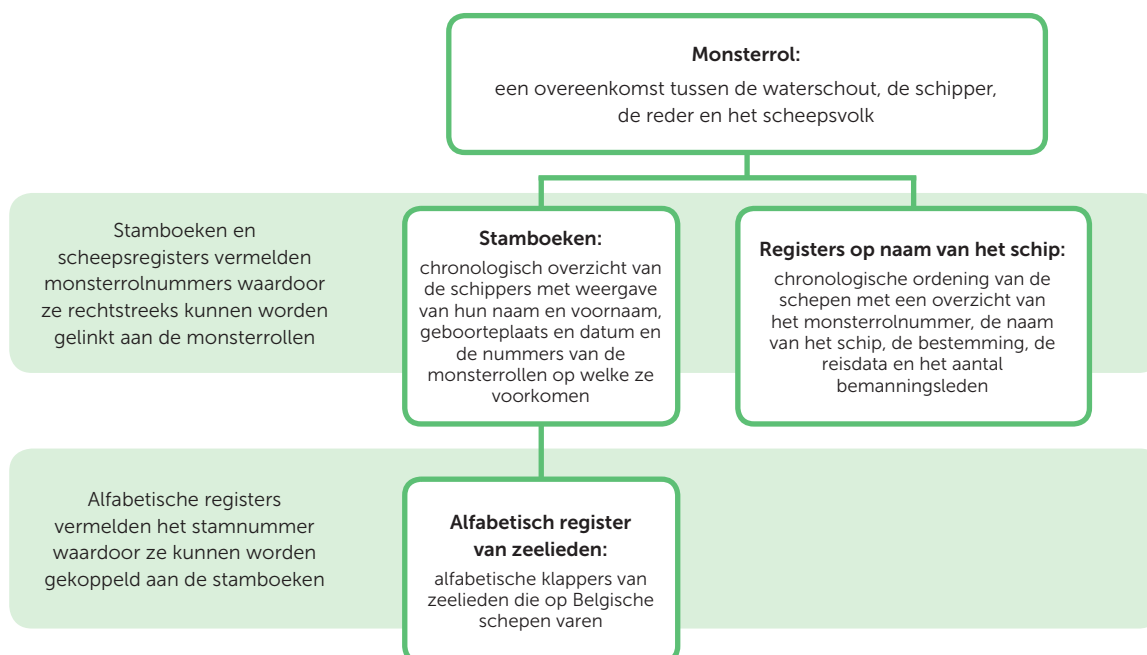 Monsterrol:
een overeenkomst tussen de waterschout, de schipper,
de reder en het scheepsvolk
Stamboeken en
scheepsregisters vermelden
monsterrolnummers waardoor
ze rechtstreeks kunnen worden
gelinkt aan de monsterrollen
Stamboeken:
chronologisch overzicht van
de schippers met weergave
van hun naam en voornaam,
geboorteplaats en datum en
de nummers van de
monsterrollen op welke ze
voorkomen
Registers op naam van het schip:
chronologische ordening van de
schepen met een overzicht van
het monsterrolnummer, de naam
van het schip, de bestemming, de
reisdata en het aantal
bemanningsleden
Alfabetische registers
vermelden het stamnummer
waardoor ze kunnen worden
gekoppeld aan de stamboeken
Alfabetisch register
van zeelieden:
alfabetische klappers van
zeelieden die op Belgische
schepen varen